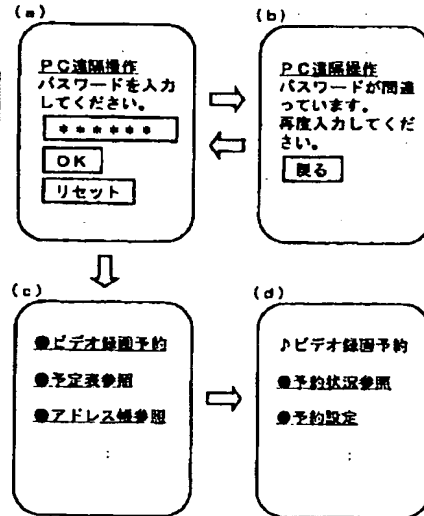 (a)
PC遠隔操作
パスワードを入力
してください。
******
OK
リセット
(b)
PC遠隔操作
パスワードが間違
っています。
再度入力してくだ
さい。
戻る
(c)
●ビデオ録画予約
●予定表参照
●アドレス帳参照
:
(d)
♪ビデオ録画予約
●予約状況参照
●予約設定
: